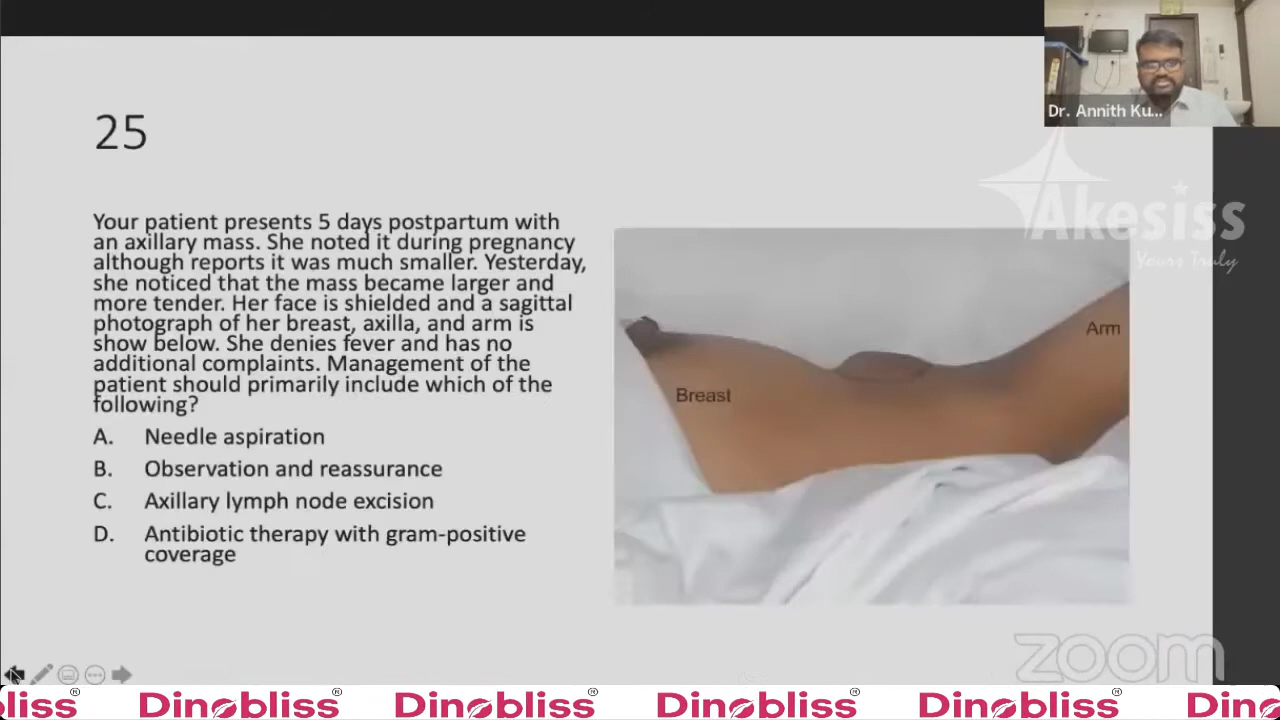 Dr. Annith Ku...
25
Akesiss
Yours Truly
Your patient presents 5 days postpartum with
an axillary mass. She noted it during pregnancy
although reports it was much smaller. Yesterday,
she noticed that the mass became larger and
more tender. Her face is shielded and a sagittal
photograph of her breast, axilla, and arm is
show below. She denies fever and has no
additional complaints. Management of the
patient should primarily include which of the
following?
A. Needle aspiration
B. Observation and reassurance
C. Axillary lymph node excision
D. Antibiotic therapy with gram-positive
coverage
Arm
Breast
zoom
bliss® Dinobliss® Dinobliss® Dinobliss® Dinobliss® Dino